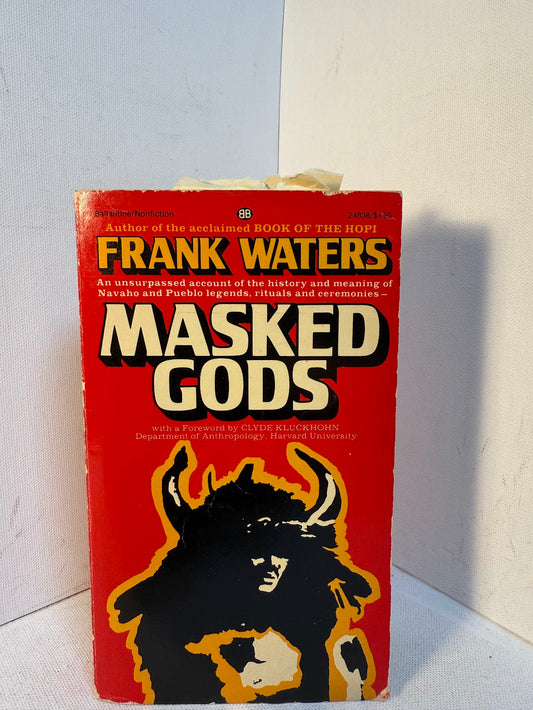 Ballantine/Nonfiction BB 24838/$1.95
Author of the acclaimed BOOK OF THE HOPI
FRANK WATERS
An unsurpassed account of the history and meaning of
Navaho and Pueblo legends, rituals and ceremonies—
MASKED
GODS
with a Foreword by CLYDE KLUCKHOHN
Department of Anthropology, Harvard University